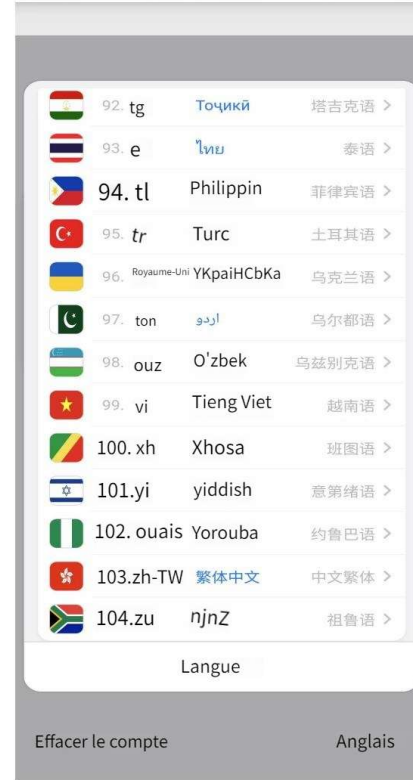 92. tg Тоҷикӣ 塔吉克语 >
93. e ไทย 泰语 >
94. tl Philippin 菲律宾语 >
95. tr Turc 土耳其语 >
96. Royaume-Uni YKpaiHCbKa 乌克兰语 >
97. ton اردو 乌尔都语 >
98. ouz O'zbek 乌兹别克语 >
99. vi Tieng Viet 越南语 >
100. xh Xhosa 班图语 >
101.yi yiddish 意第绪语 >
102. ouais Yorouba 约鲁巴语 >
103.zh-TW 繁体中文 中文繁体 >
104.zu njnZ 祖鲁语 >
Langue
Effacer le compte Anglais